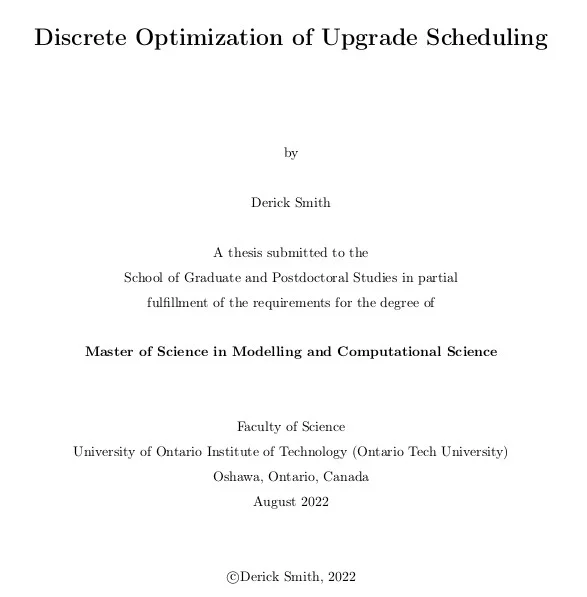 Discrete Optimization of Upgrade Scheduling
by
Derick Smith
A thesis submitted to the
School of Graduate and Postdoctoral Studies in partial
fulfillment of the requirements for the degree of
Master of Science in Modelling and Computational Science
Faculty of Science
University of Ontario Institute of Technology (Ontario Tech University)
Oshawa, Ontario, Canada
August 2022
©Derick Smith, 2022